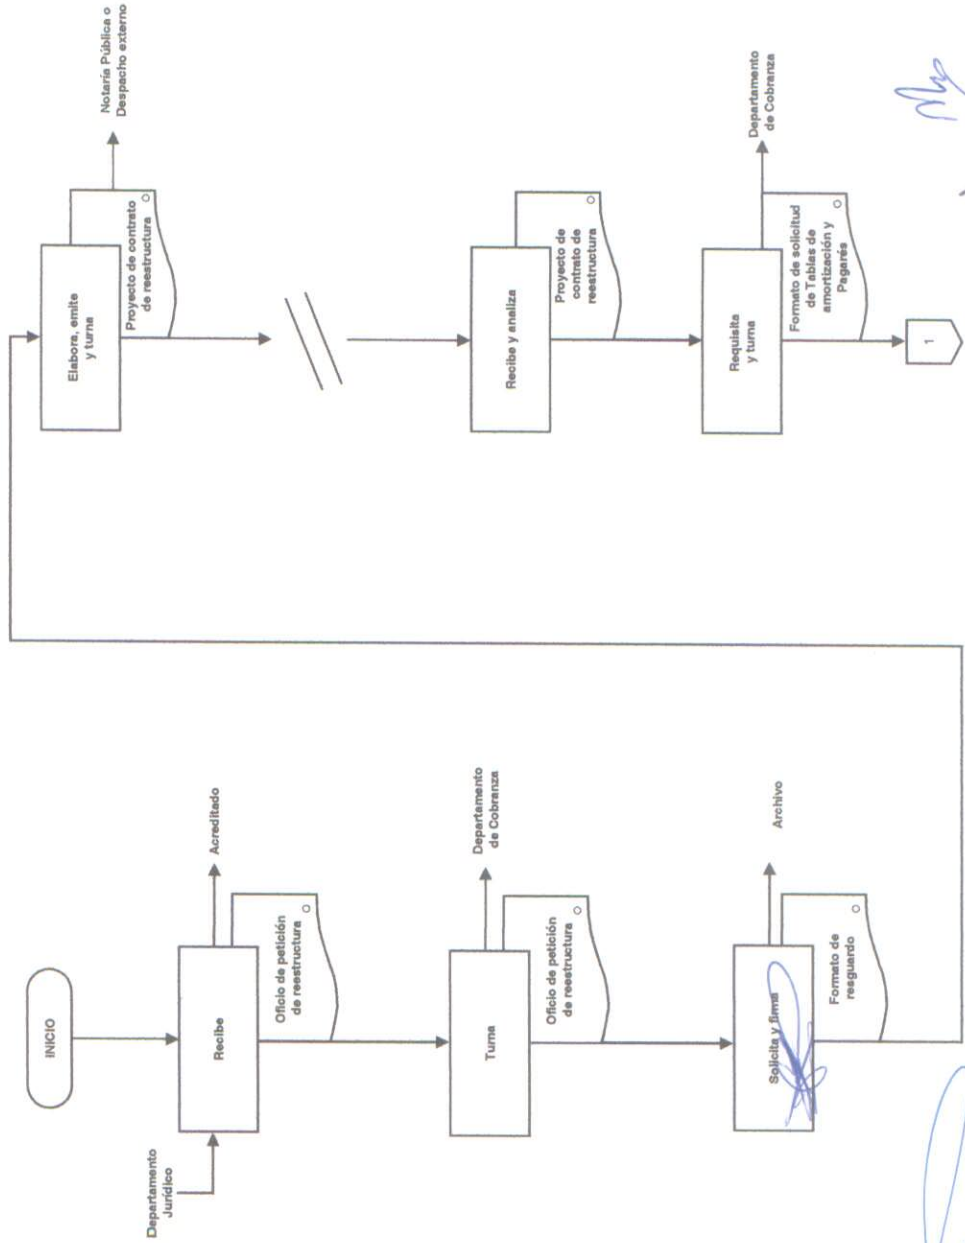 INICIO
Departamento
Jurídico
Recibe
Acreditado
Oficio de petición
de reestructura
Turna
Departamento
de Cobranza
Oficio de petición
de reestructura
Solicita y firma
Archivo
Formato de
resguardo
Elabora, emite
y turna
Notaría Pública o
Despacho externo
Proyecto de contrato
de reestructura
Recibe y analiza
Proyecto de
contrato de
reestructura
Requisita
y turna
Departamento
de Cobranza
Formato de solicitud
de Tablas de
amortización y
Pagarés
1